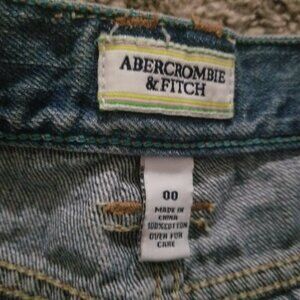 ABERCROMBIE
& FITCH
00
MADE IN
CHINA
100%COTTON
OVER FOR
CARE